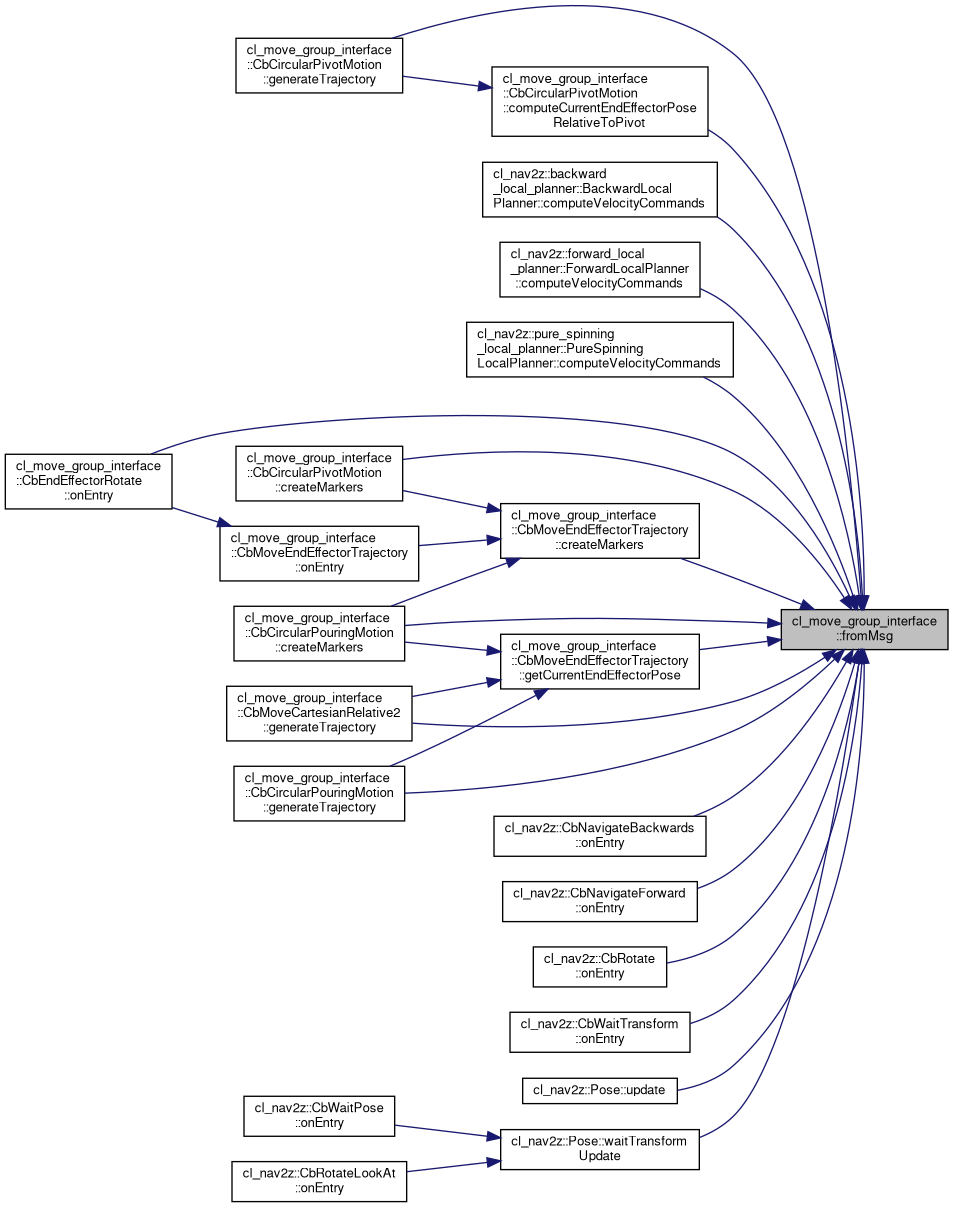 cl_move_group_interface
::CbCircularPivotMotion
::generateTrajectory
cl_move_group_interface
::CbCircularPivotMotion
::computeCurrentEndEffectorPose
RelativeToPivot
cl_nav2z::backward
_local_planner::BackwardLocal
Planner::computeVelocityCommands
cl_nav2z::forward_local
_planner::ForwardLocalPlanner
::computeVelocityCommands
cl_nav2z::pure_spinning
_local_planner::PureSpinning
LocalPlanner::computeVelocityCommands
cl_move_group_interface
::CbEndEffectorRotate
::onEntry
cl_move_group_interface
::CbCircularPivotMotion
::createMarkers
cl_move_group_interface
::CbMoveEndEffectorTrajectory
::createMarkers
cl_move_group_interface
::CbMoveEndEffectorTrajectory
::onEntry
cl_move_group_interface
::CbCircularPouringMotion
::createMarkers
cl_move_group_interface
::fromMsg
cl_move_group_interface
::CbMoveEndEffectorTrajectory
::getCurrentEndEffectorPose
cl_move_group_interface
::CbMoveCartesianRelative2
::generateTrajectory
cl_move_group_interface
::CbCircularPouringMotion
::generateTrajectory
cl_nav2z::CbNavigateBackwards
::onEntry
cl_nav2z::CbNavigateForward
::onEntry
cl_nav2z::CbRotate
::onEntry
cl_nav2z::CbWaitTransform
::onEntry
cl_nav2z::Pose::update
cl_nav2z::CbWaitPose
::onEntry
cl_nav2z::Pose::waitTransform
Update
cl_nav2z::CbRotateLookAt
::onEntry